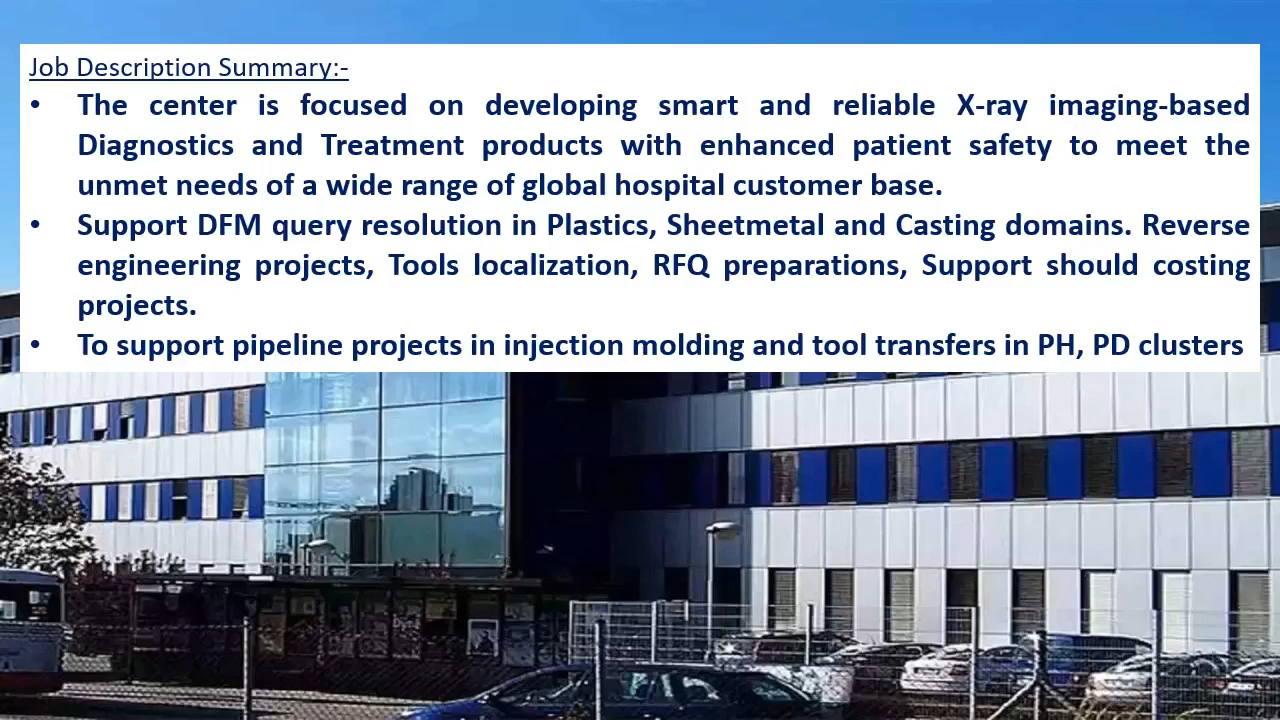 Job Description Summary:-
• The center is focused on developing smart and reliable X-ray imaging-based
Diagnostics and Treatment products with enhanced patient safety to meet the
unmet needs of a wide range of global hospital customer base.
• Support DFM query resolution in Plastics, Sheetmetal and Casting domains. Reverse
engineering projects, Tools localization, RFQ preparations, Support should costing
projects.
• To support pipeline projects in injection molding and tool transfers in PH, PD clusters